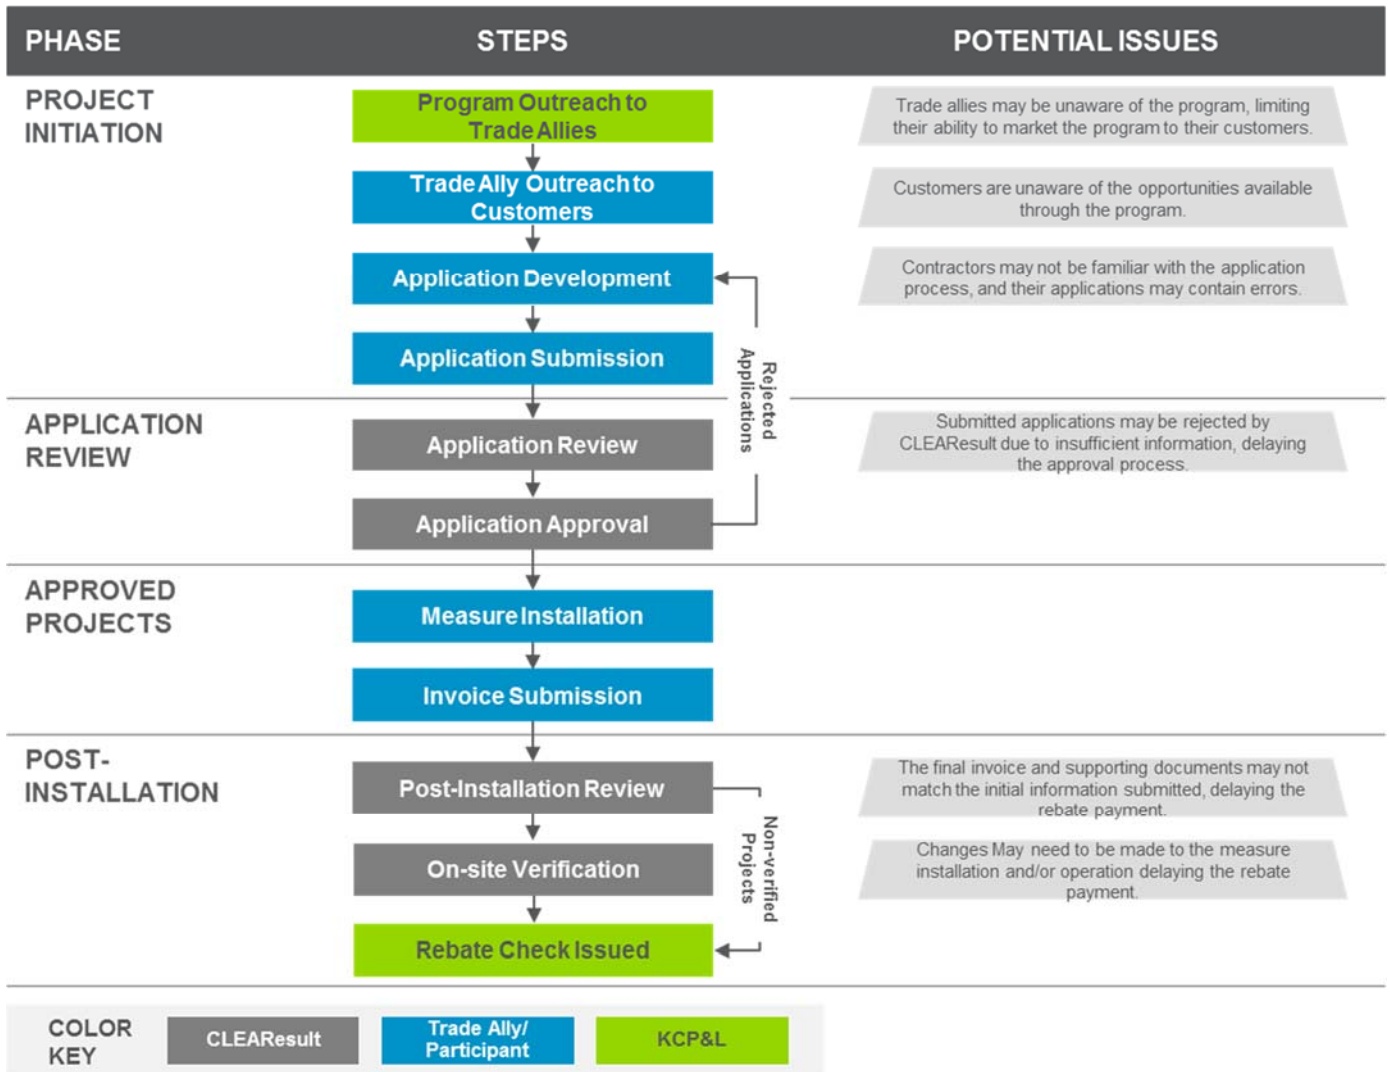 PHASE STEPS POTENTIAL ISSUES
PROJECT
INITIATION
Program Outreach to
Trade Allies
Trade allies may be unaware of the program, limiting
their ability to market the program to their customers.
Trade Ally Outreach to
Customers
Customers are unaware of the opportunities available
through the program.
Application Development
Contractors may not be familiar with the application
process, and their applications may contain errors.
Application Submission
Rejected
Applications
APPLICATION
REVIEW
Application Review
Submitted applications may be rejected by
CLEAResult due to insufficient information, delaying
the approval process.
Application Approval
APPROVED
PROJECTS
Measure Installation
Invoice Submission
POST-
INSTALLATION
Post-Installation Review
The final invoice and supporting documents may not
match the initial information submitted, delaying the
rebate payment.
Non-verified
Projects
On-site Verification
Changes May need to be made to the measure
installation and/or operation delaying the rebate
payment.
Rebate Check Issued
COLOR
KEY
CLEAResult
Trade Ally/
Participant
KCP&L